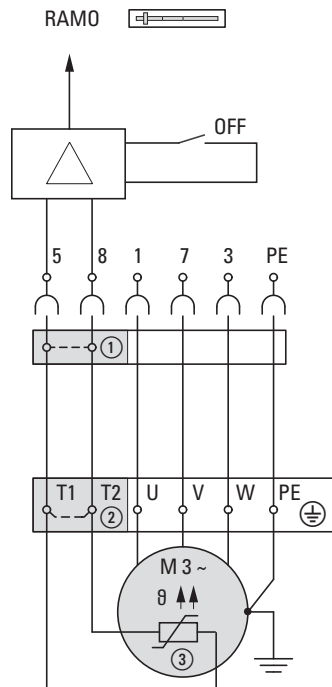 RAMO
OFF
5 8 1 7 3 PE
①
T1 T2 U V W PE
②
M 3 ~
ϑ
③